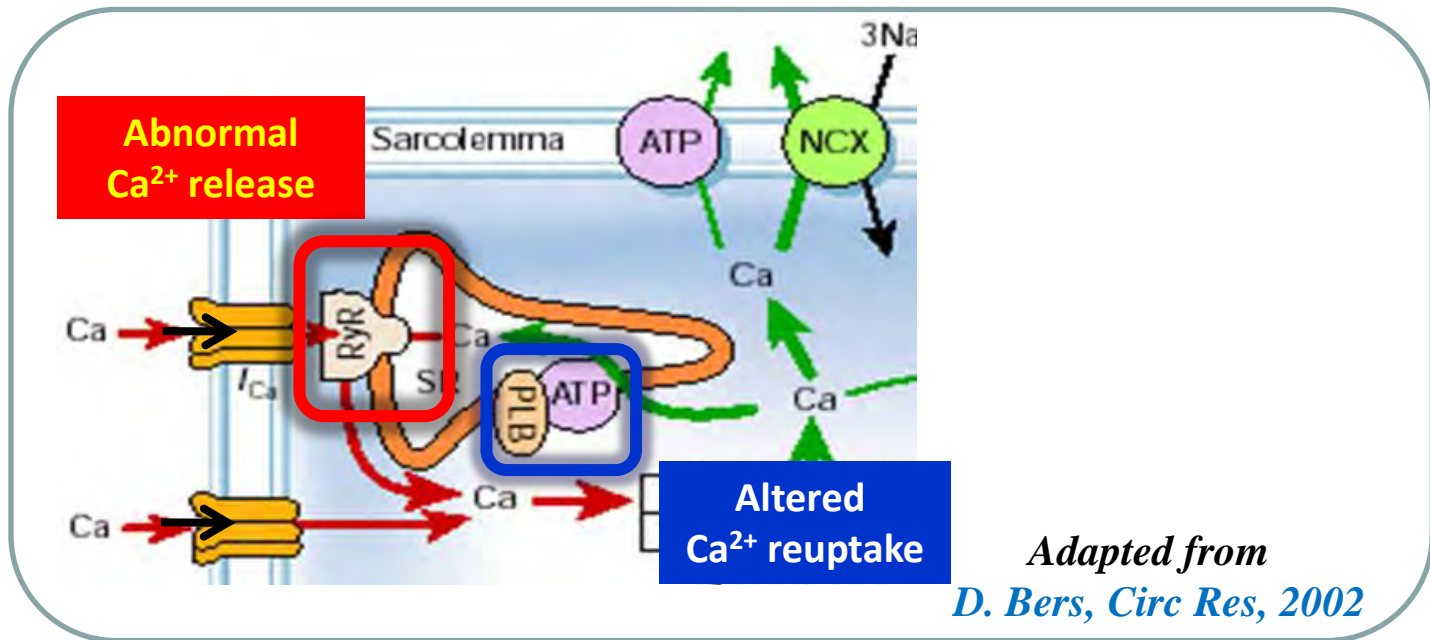 3Na
Abnormal
Ca²⁺ release
Sarcolemma
ATP
NCX
Ca
Ca
RyR
Ca
I_Ca
SR
PLB
ATP
Ca
Ca
Ca
Altered
Ca²⁺ reuptake
Adapted from
D. Bers, Circ Res, 2002